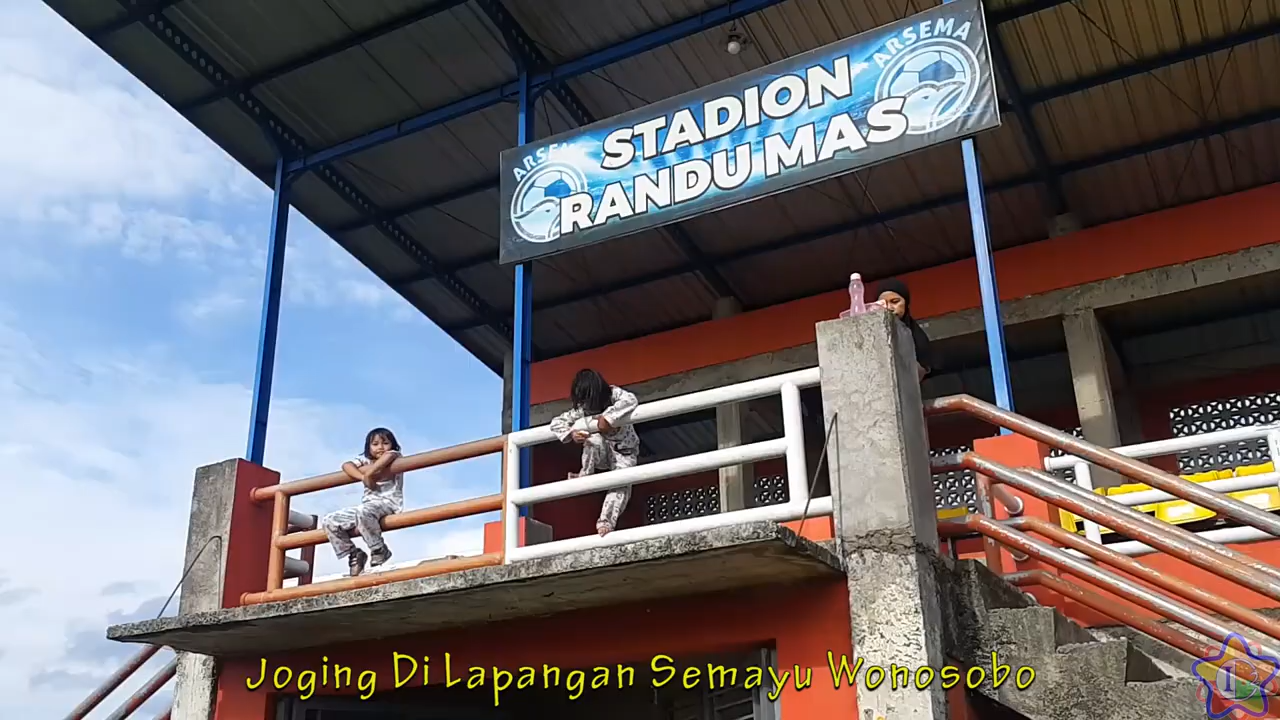 ARSEMA
STADION
ARSEMA
RANDU MAS
Joging Di Lapangan Semayu Wonosobo